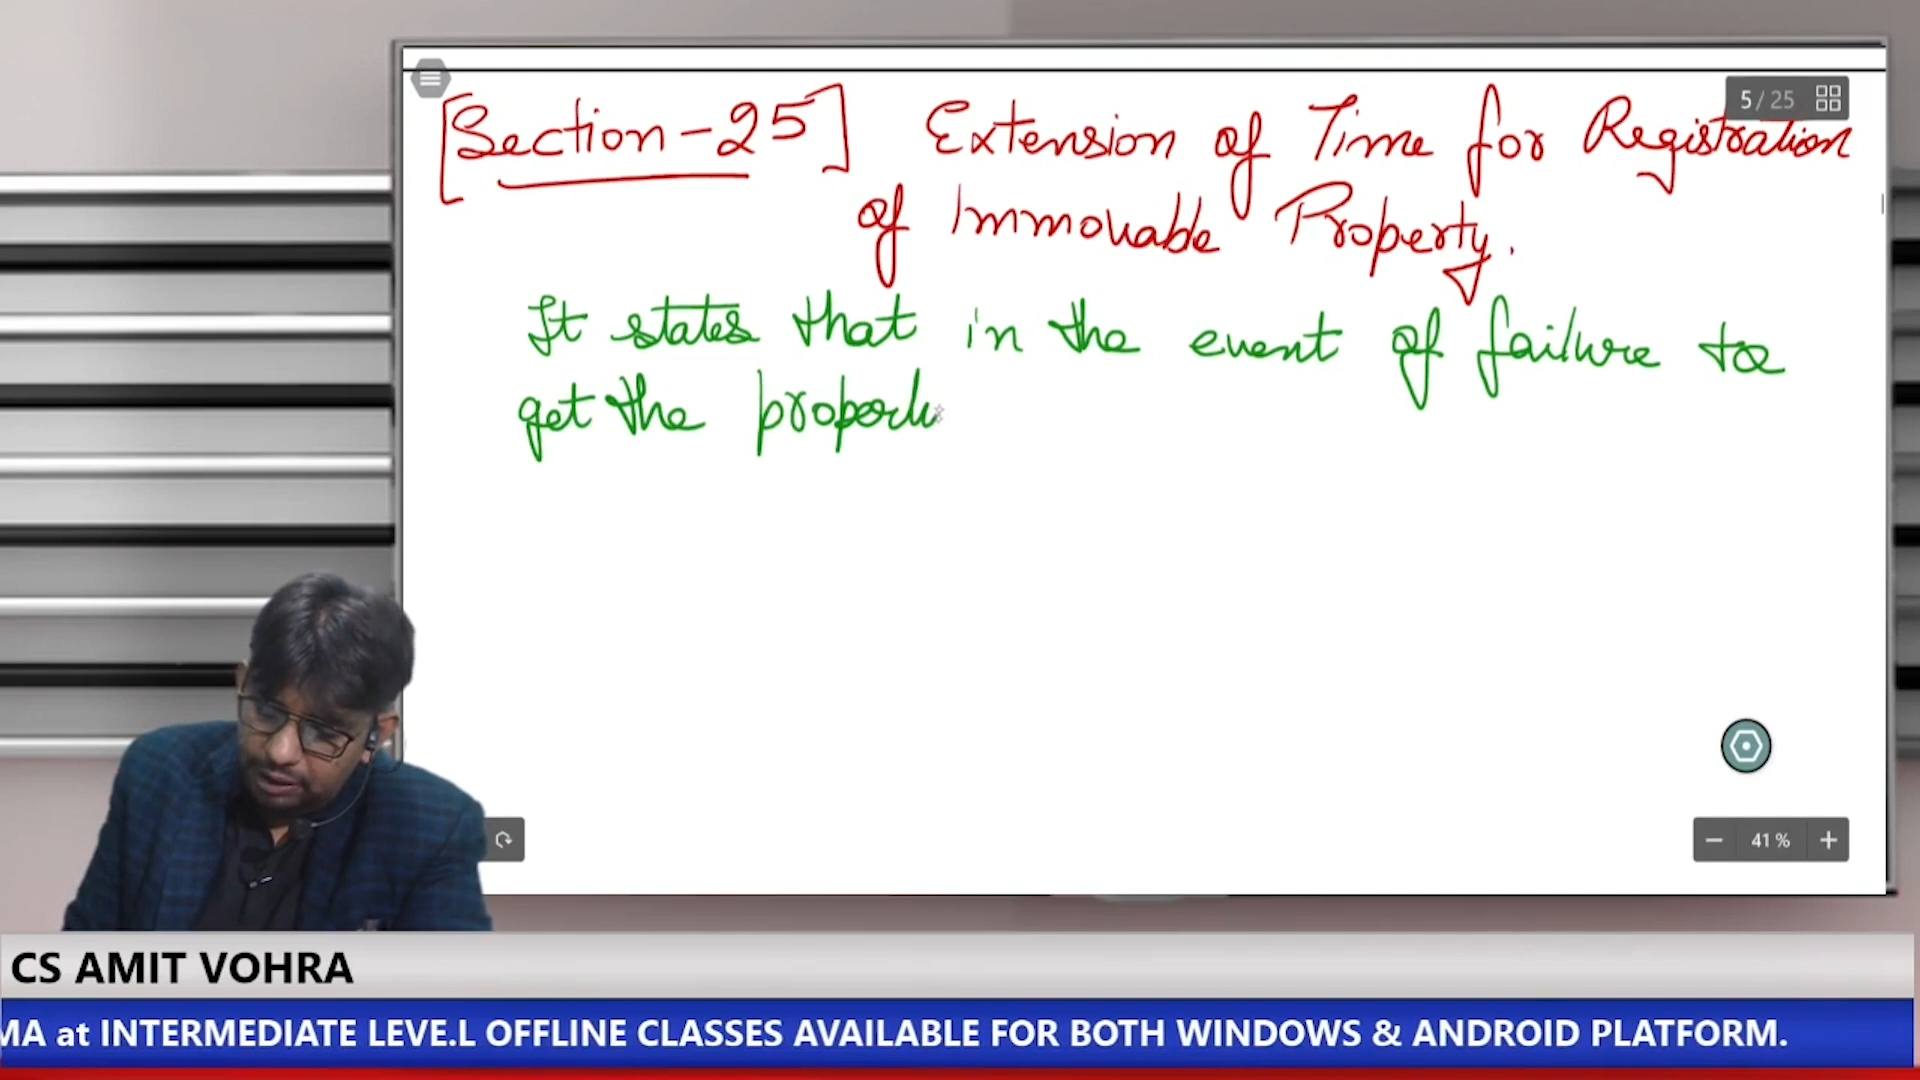 [Section-25] Extension of Time for Registration
of Immovable Property.
5 / 25
It states that in the event of failure to
get the
41 %
CS AMIT VOHRA
MA at INTERMEDIATE LEVE.L OFFLINE CLASSES AVAILABLE FOR BOTH WINDOWS & ANDROID PLATFORM.